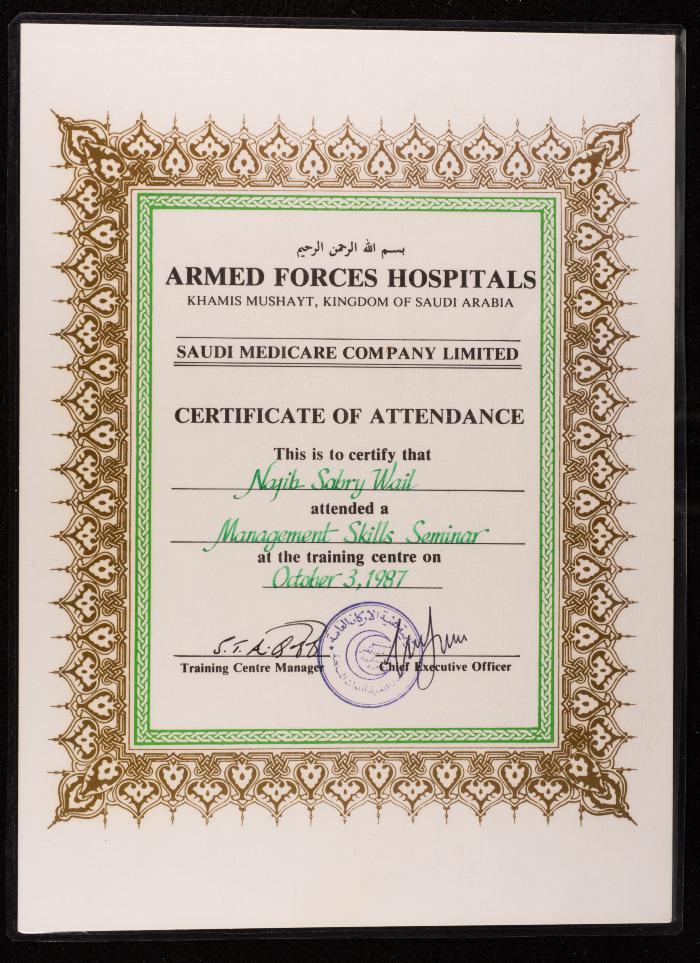 بسم الله الرحمن الرحيم
ARMED FORCES HOSPITALS
KHAMIS MUSHAYT, KINGDOM OF SAUDI ARABIA
SAUDI MEDICARE COMPANY LIMITED
CERTIFICATE OF ATTENDANCE
This is to certify that
Najib Sabry Wail
attended a
Management Skills Seminar
at the training centre on
October 3, 1987
Training Centre Manager
Chief Executive Officer